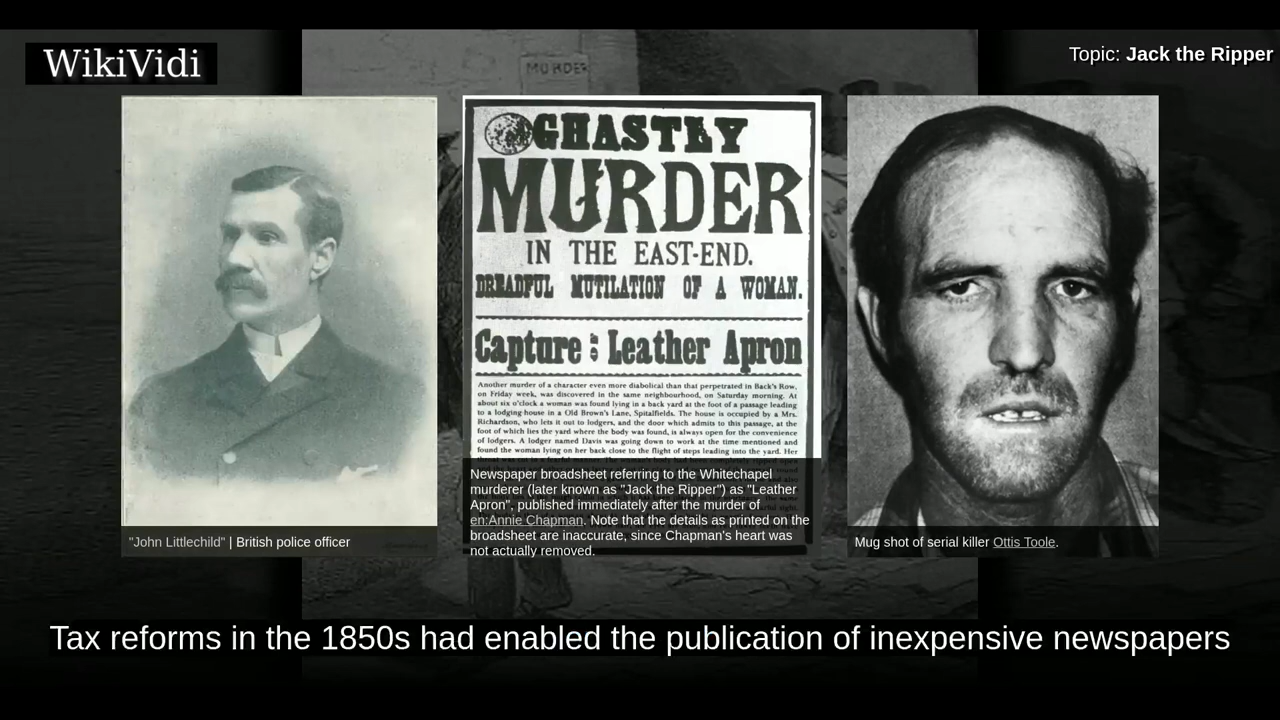 WikiVidi
Topic: Jack the Ripper
MURDER
GHASTLY
MURDER
IN THE EAST-END.
DREADFUL MUTILATION OF A WOMAN.
Capture: Leather Apron
Another murder of a character even more diabolical than that perpetrated in Back's Row,
on Friday week, was discovered in the same neighbourhood, on Saturday morning. At
about six o'clock a woman was found lying in a back yard at the foot of a passage leading
to a lodging-house in a Old Brown's Lane, Spitalfields. The house is occupied by a Mrs.
Richardson, who lets it out to lodgers, and the door which admits to this passage, at the
foot of which lies the yard where the body was found, is always open for the convenience
of lodgers. A lodger named Davis was going down to work at the time mentioned and
found the woman lying on her back close to the flight of steps leading into the yard. Her
Newspaper broadsheet referring to the Whitechapel
murderer (later known as "Jack the Ripper") as "Leather
Apron", published immediately after the murder of
en:Annie Chapman. Note that the details as printed on the
broadsheet are inaccurate, since Chapman's heart was
not actually removed.
"John Littlechild" | British police officer
Mug shot of serial killer Ottis Toole.
Tax reforms in the 1850s had enabled the publication of inexpensive newspapers